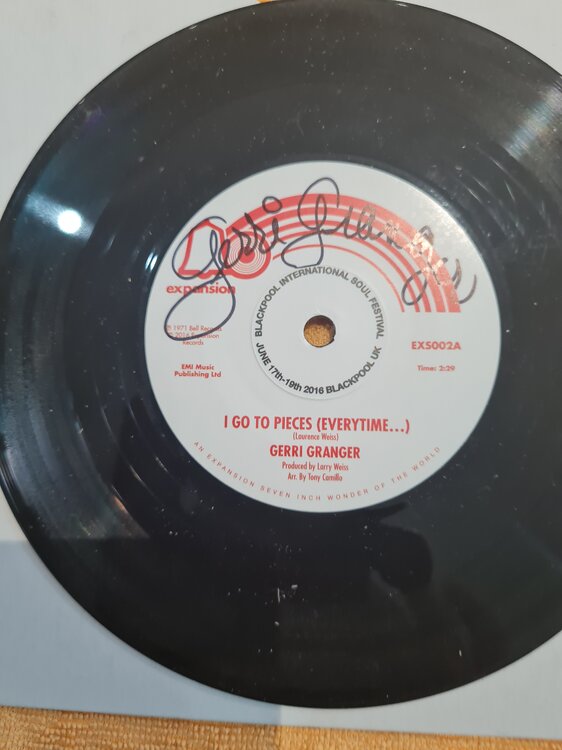 Gerri Granger
expansion
BLACKPOOL INTERNATIONAL SOUL FESTIVAL
JUNE 17th-19th 2016 BLACKPOOL UK
℗ 1971 Bell Records
© 2016 Expansion
Records
EMI Music
Publishing Ltd
EXS002A
Time: 2:29
I GO TO PIECES (EVERYTIME...)
(Laurence Weiss)
GERRI GRANGER
Produced by Larry Weiss
Arr. By Tony Camillo
AN EXPANSION SEVEN INCH WONDER OF THE WORLD